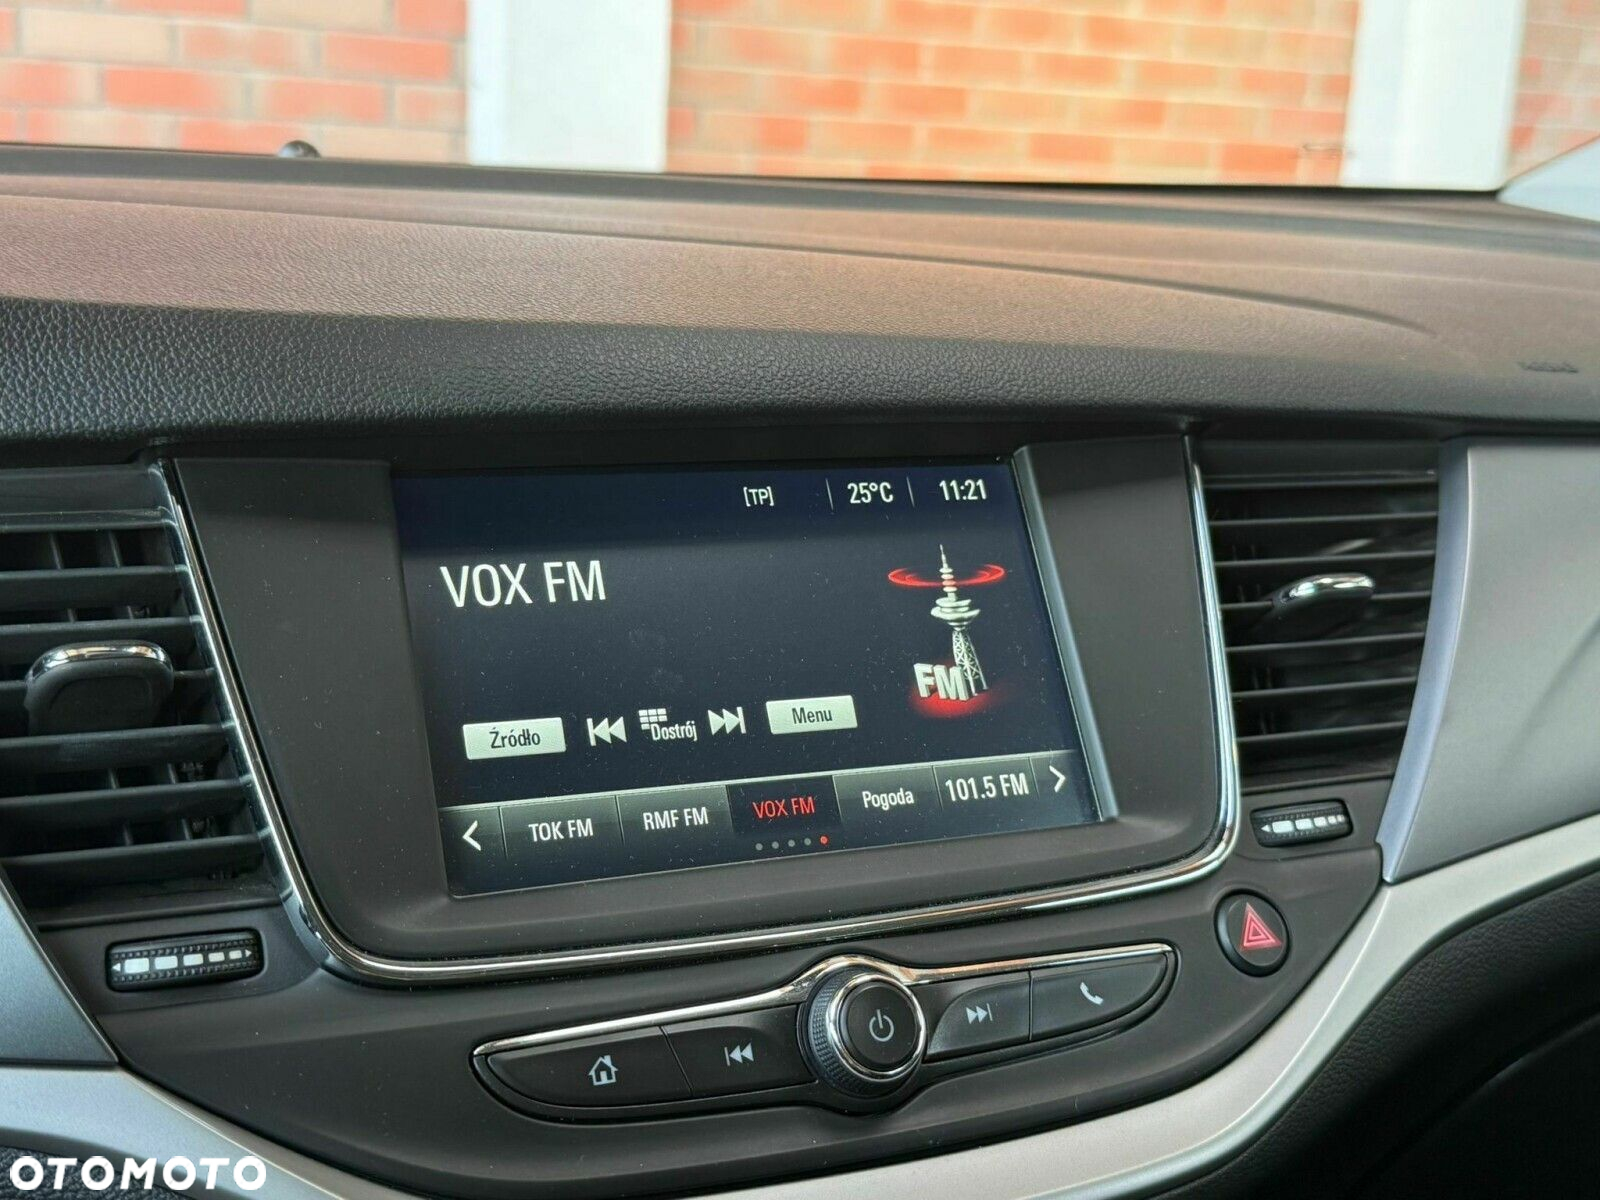 [TP] 25°C 11:21
VOX FM
FM
Źródło Dostrój Menu
TOK FM RMF FM VOX FM Pogoda 101.5 FM
OTOMOTO